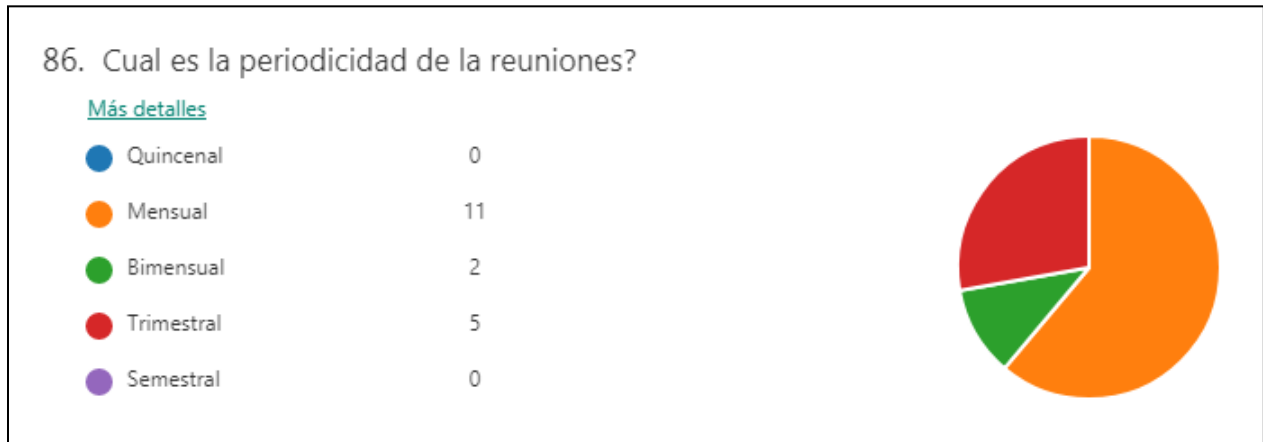 86. Cual es la periodicidad de la reuniones?
Más detalles
Quincenal 0
Mensual 11
Bimensual 2
Trimestral 5
Semestral 0